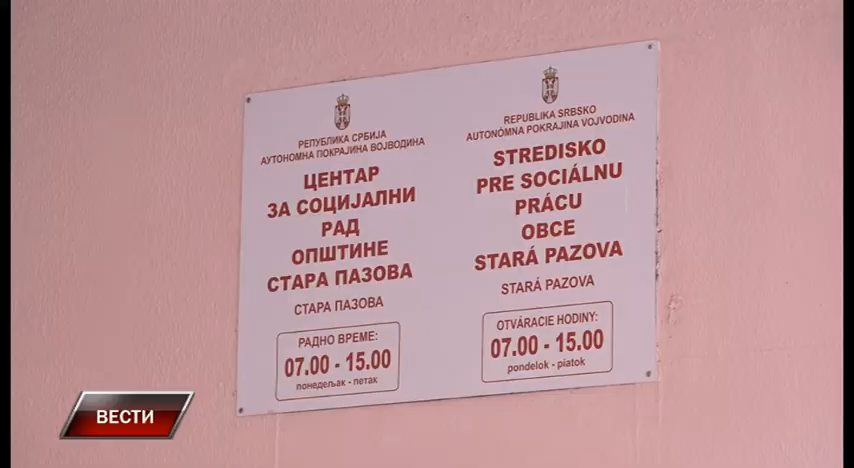 РЕПУБЛИКА СРБИЈА
АУТОНОМНА ПОКРАЈИНА ВОЈВОДИНА
ЦЕНТАР
ЗА СОЦИЈАЛНИ
РАД
ОПШТИНЕ
СТАРА ПАЗОВА
СТАРА ПАЗОВА
РАДНО ВРЕМЕ:
07.00 - 15.00
понедељак - петак
REPUBLIKA SRBSKO
AUTONÓMNA POKRAJINA VOJVODINA
STREDISKO
PRE SOCIÁLNU
PRÁCU
OBCE
STARÁ PAZOVA
STARÁ PAZOVA
OTVÁRACIE HODINY:
07.00 - 15.00
pondelok - piatok
ВЕСТИ